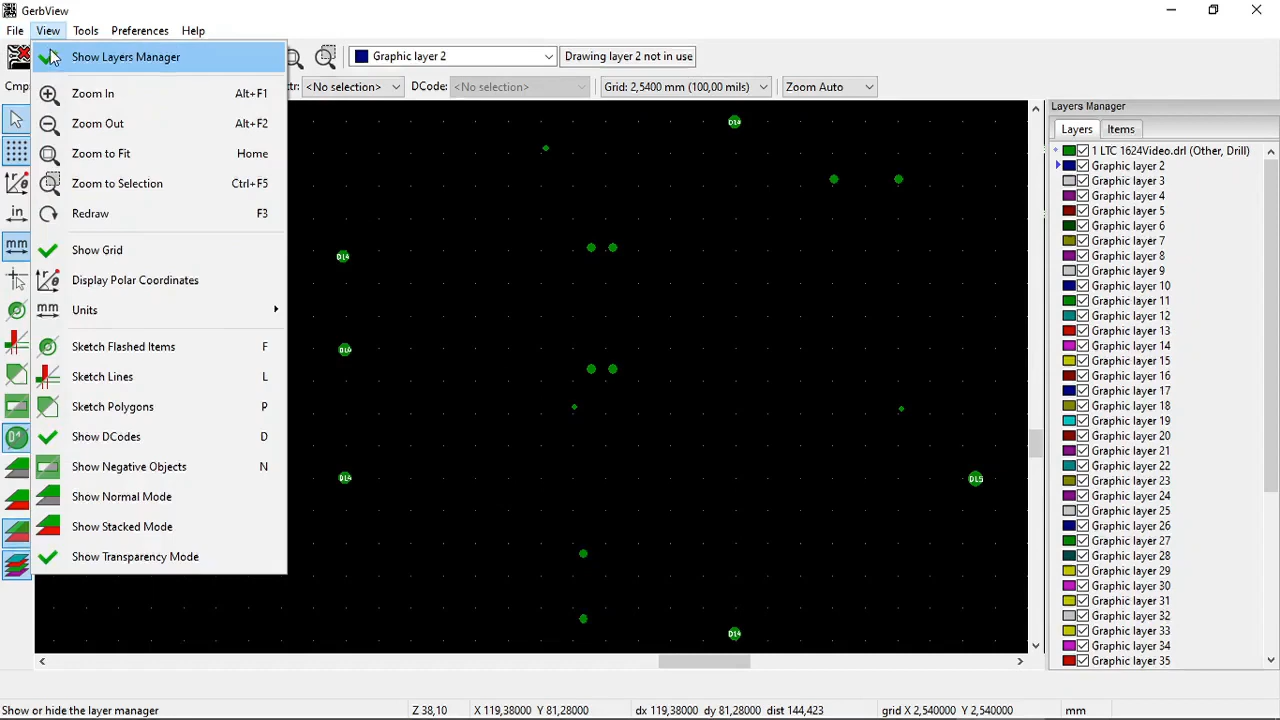 GerbView
File View Tools Preferences Help
Graphic layer 2 Drawing layer 2 not in use
Cmp <No selection> DCode: <No selection> Grid: 2,5400 mm (100,00 mils) Zoom Auto
Show Layers Manager
Zoom In Alt+F1
Zoom Out Alt+F2
Zoom to Fit Home
Zoom to Selection Ctrl+F5
Redraw F3
Show Grid
Display Polar Coordinates
mm Units
Sketch Flashed Items F
Sketch Lines L
Sketch Polygons P
Show DCodes D
Show Negative Objects N
Show Normal Mode
Show Stacked Mode
Show Transparency Mode
in
mm
D14
D14
D14
D15
D14
Layers Manager
Layers Items
1 LTC 1624Video.drl (Other, Drill)
Graphic layer 2
Graphic layer 3
Graphic layer 4
Graphic layer 5
Graphic layer 6
Graphic layer 7
Graphic layer 8
Graphic layer 9
Graphic layer 10
Graphic layer 11
Graphic layer 12
Graphic layer 13
Graphic layer 14
Graphic layer 15
Graphic layer 16
Graphic layer 17
Graphic layer 18
Graphic layer 19
Graphic layer 20
Graphic layer 21
Graphic layer 22
Graphic layer 23
Graphic layer 24
Graphic layer 25
Graphic layer 26
Graphic layer 27
Graphic layer 28
Graphic layer 29
Graphic layer 30
Graphic layer 31
Graphic layer 32
Graphic layer 33
Graphic layer 34
Graphic layer 35
Show or hide the layer manager Z 38,10 X 119,38000 Y 81,28000 dx 119,38000 dy 81,28000 dist 144,423 grid X 2,540000 Y 2,540000 mm